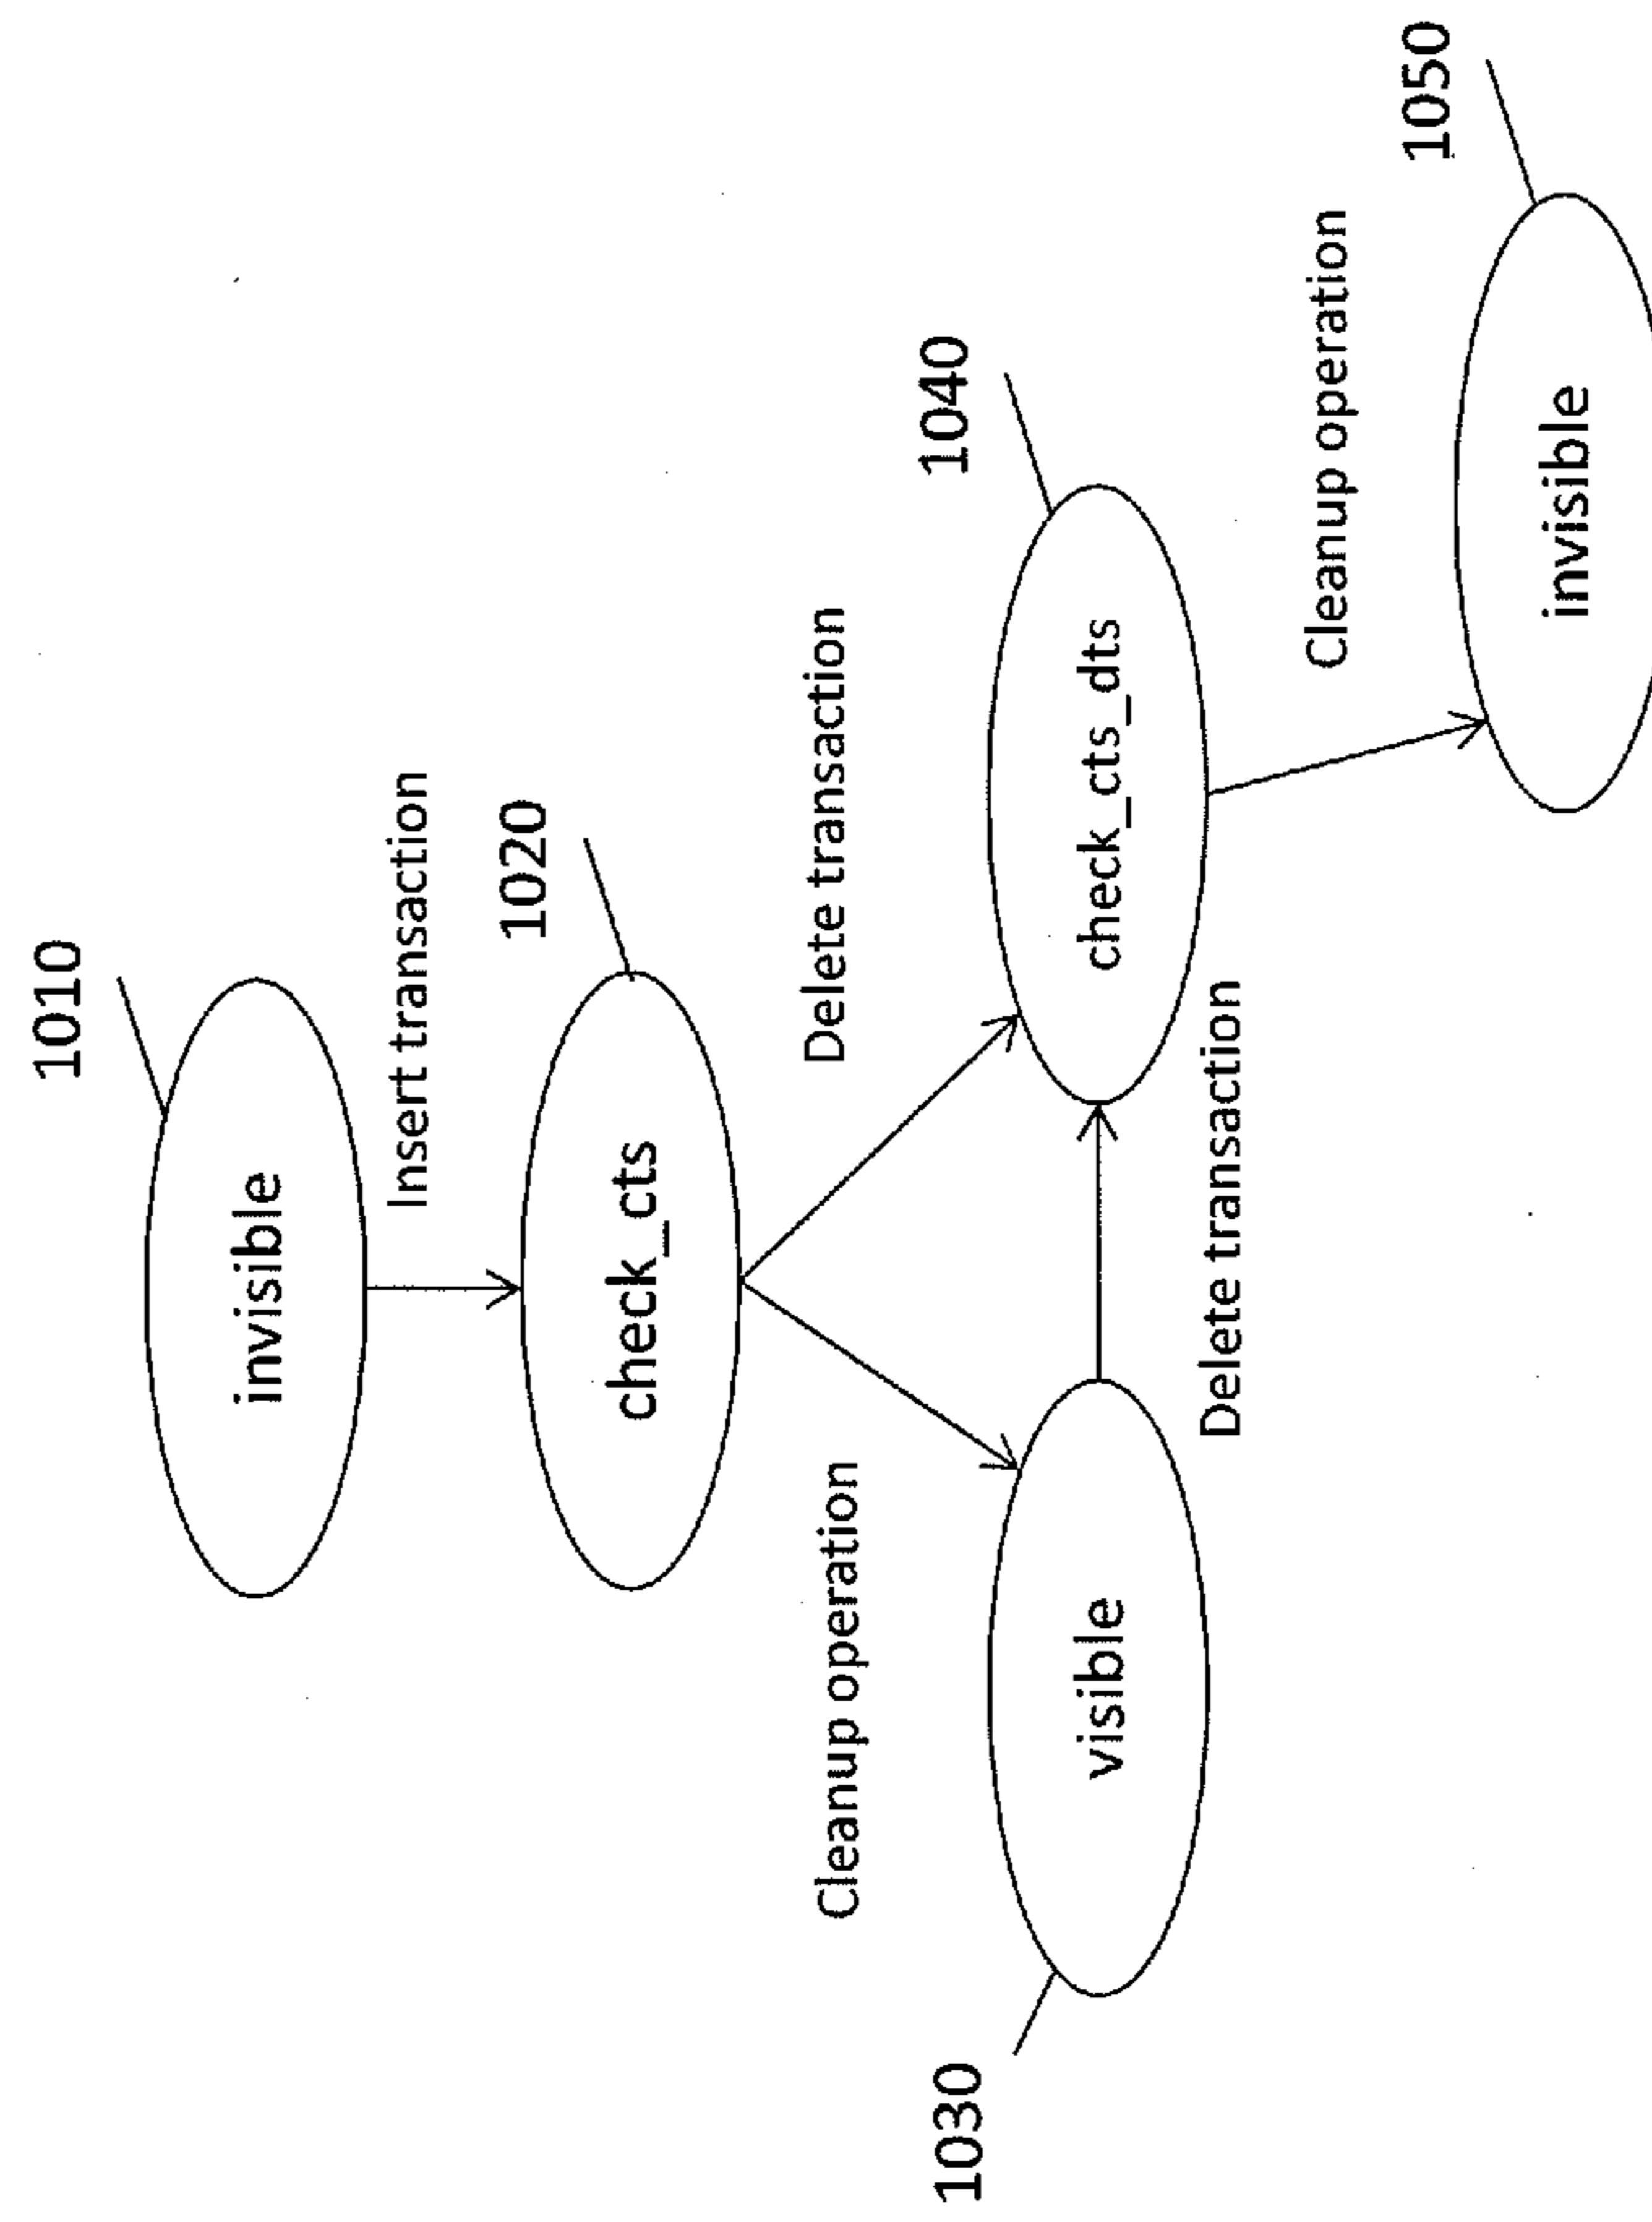 1010
invisible
Insert transaction
1020
check_cts
Cleanup operation
Delete transaction
1030
visible
1040
check_cts_dts
Delete transaction
Cleanup operation
1050
invisible